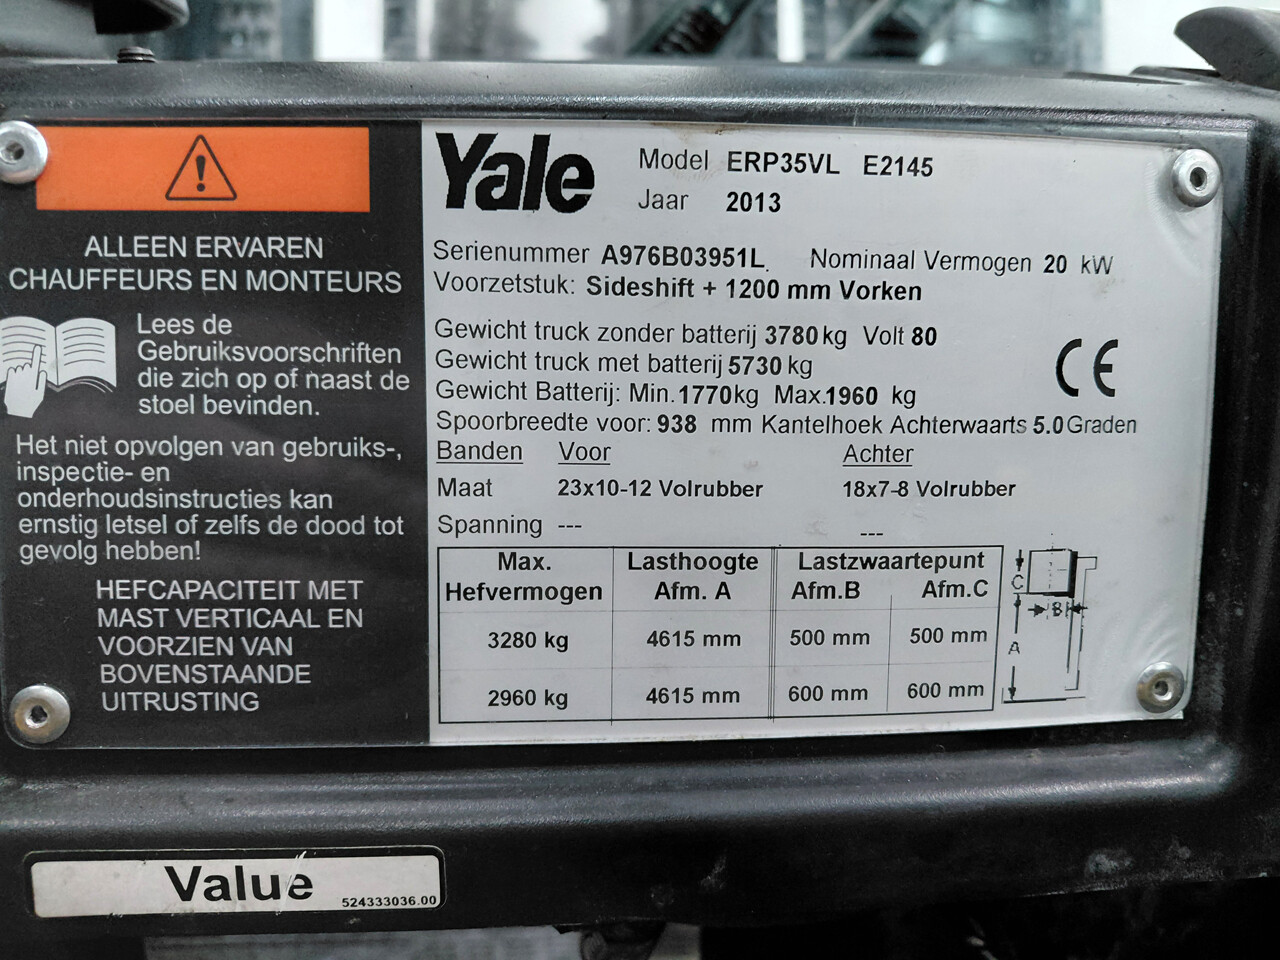 ALLEEN ERVAREN
CHAUFFEURS EN MONTEURS
Lees de
Gebruiksvoorschriften
die zich op of naast de
stoel bevinden.
Het niet opvolgen van gebruiks-,
inspectie- en
onderhoudsinstructies kan
ernstig letsel of zelfs de dood tot
gevolg hebben!
HEFCAPACITEIT MET
MAST VERTICAAL EN
VOORZIEN VAN
BOVENSTAANDE
UITRUSTING
Yale
Model ERP35VL E2145
Jaar 2013
Serienummer A976B03951L Nominaal Vermogen 20 kW
Voorzetstuk: Sideshift + 1200 mm Vorken
Gewicht truck zonder batterij 3780 kg Volt 80
Gewicht truck met batterij 5730 kg
Gewicht Batterij: Min. 1770 kg Max. 1960 kg
Spoorbreedte voor: 938 mm Kantelhoek Achterwaarts 5.0 Graden
CE
Banden Voor Achter
Maat 23x10-12 Volrubber 18x7-8 Volrubber
Spanning --- ---
Max. Lasthoogte Lastzwaartepunt
Hefvermogen Afm. A Afm.B Afm.C
3280 kg 4615 mm 500 mm 500 mm
2960 kg 4615 mm 600 mm 600 mm
C
B
A
Value
524333036.00